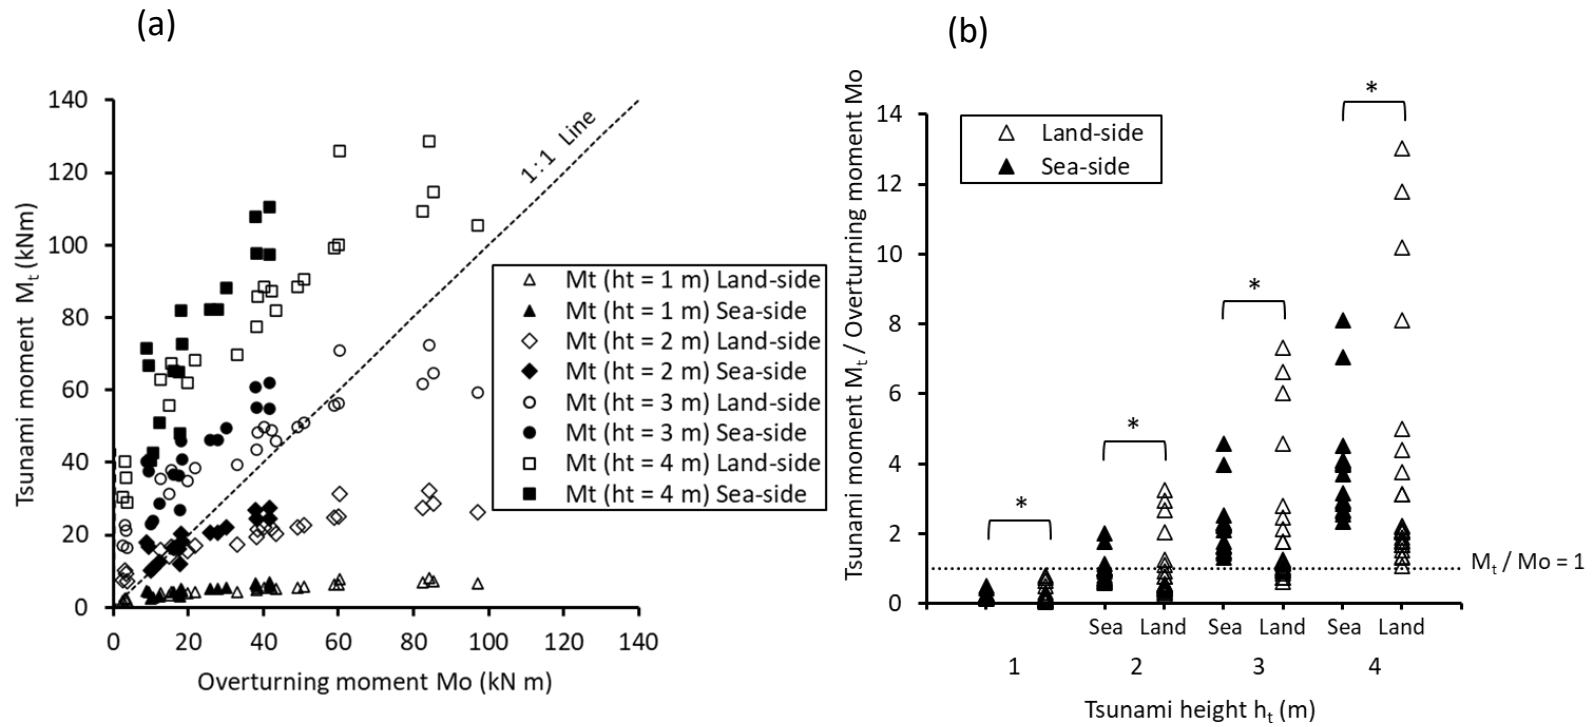 (a)
Tsunami moment Mt (kNm)
140
120
100
80
60
40
20
0
0 20 40 60 80 100 120 140
Overturning moment Mo (kN m)
1:1 Line
Mt (ht = 1 m) Land-side
Mt (ht = 1 m) Sea-side
Mt (ht = 2 m) Land-side
Mt (ht = 2 m) Sea-side
Mt (ht = 3 m) Land-side
Mt (ht = 3 m) Sea-side
Mt (ht = 4 m) Land-side
Mt (ht = 4 m) Sea-side
(b)
Tsunami moment Mt / Overturning moment Mo
14
12
10
8
6
4
2
0
Land-side
Sea-side
*
*
*
*
Mt / Mo = 1
Sea Land Sea Land Sea Land
1 2 3 4
Tsunami height ht (m)